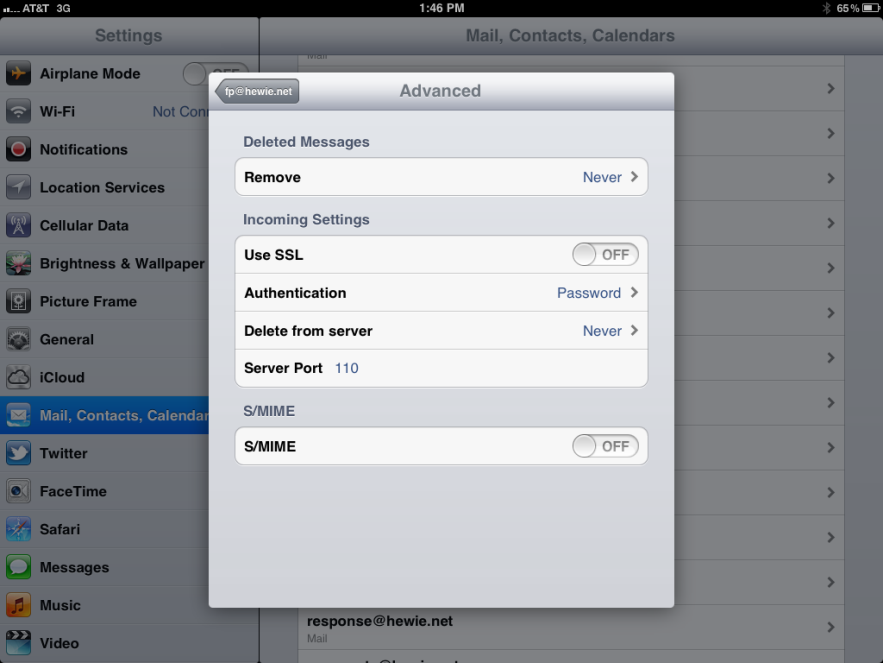 AT&T 3G 1:46 PM 65%
Settings
Airplane Mode OFF
Wi-Fi Not Conn
Notifications
Location Services
Cellular Data
Brightness & Wallpaper
Picture Frame
General
iCloud
Mail, Contacts, Calendar
Twitter
FaceTime
Safari
Messages
Music
Video
Mail, Contacts, Calendars
Mail
fp@hewie.net Advanced
Deleted Messages
Remove Never
Incoming Settings
Use SSL OFF
Authentication Password
Delete from server Never
Server Port 110
S/MIME
S/MIME OFF
response@hewie.net
Mail